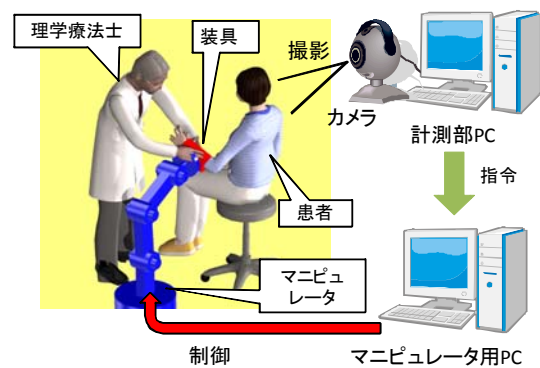 理学療法士
装具
撮影
カメラ
計測部PC
指令
患者
マニピュ
レータ
制御
マニピュレータ用PC